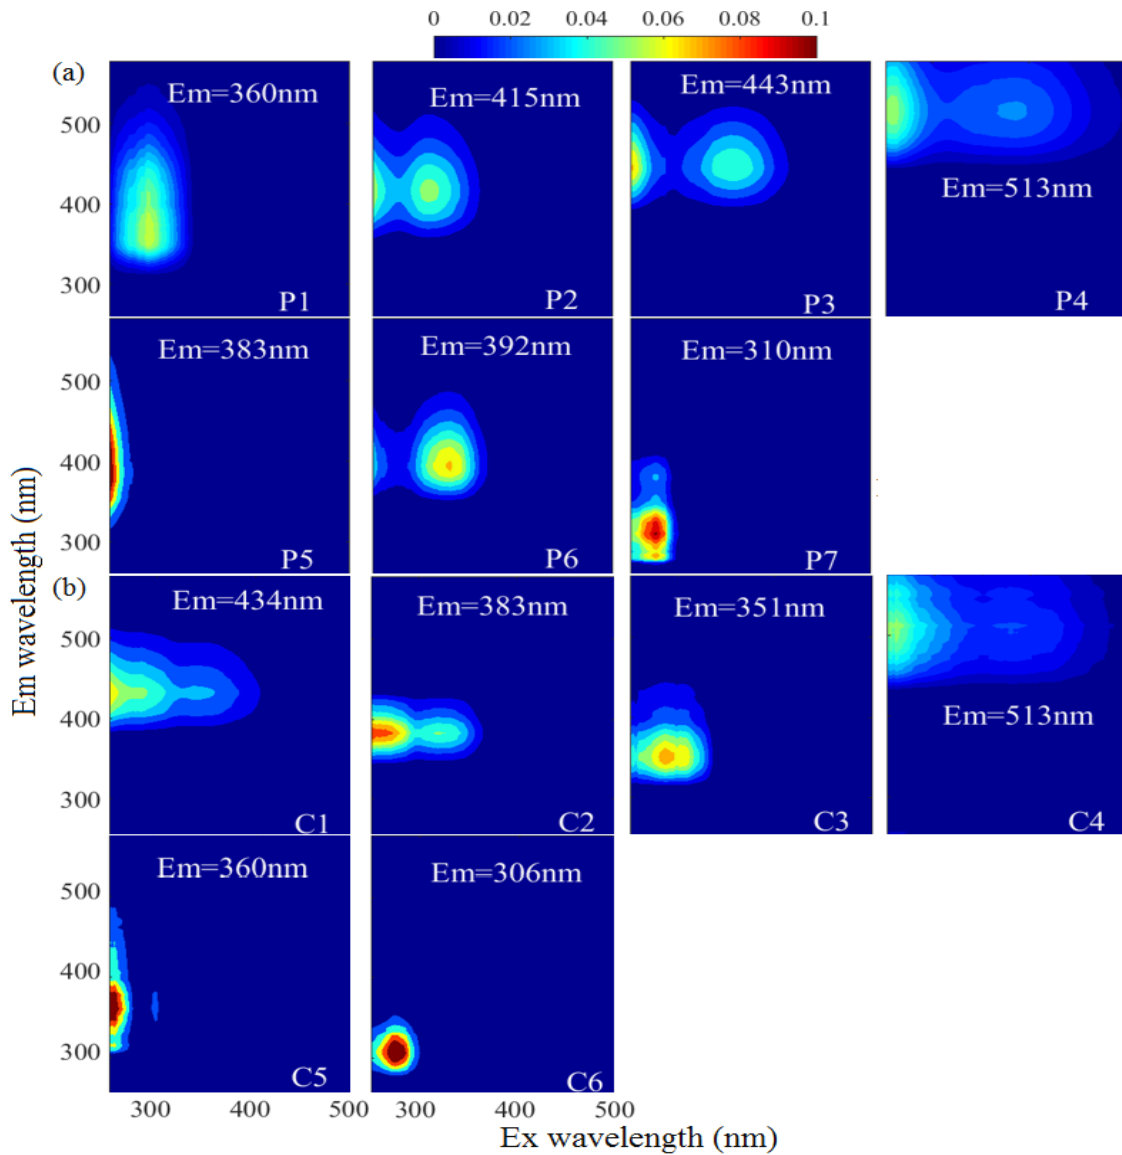 0 0.02 0.04 0.06 0.08 0.1
(a)
Em=360nm Em=415nm Em=443nm
500
400
Em=513nm
300
P1 P2 P3 P4
Em=383nm Em=392nm Em=310nm
500
400
300
P5 P6 P7
(b)
Em=434nm Em=383nm Em=351nm
500
400
Em=513nm
300
C1 C2 C3 C4
Em=360nm Em=306nm
500
400
300
C5 C6
300 400 500 300 400 500
Em wavelength (nm)
Ex wavelength (nm)